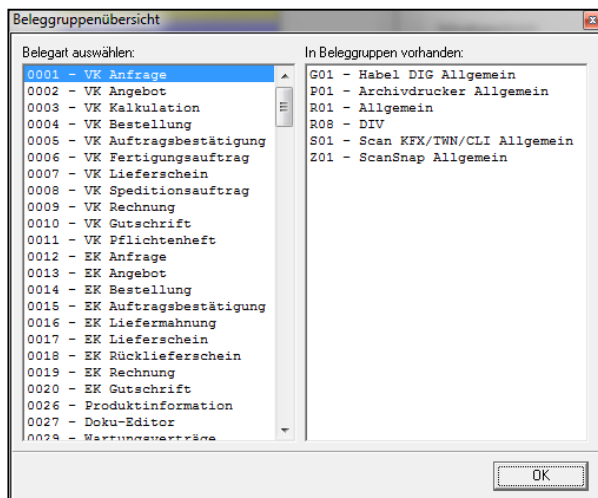 Beleggruppenübersicht
Belegart auswählen:
0001 - VK Anfrage
0002 - VK Angebot
0003 - VK Kalkulation
0004 - VK Bestellung
0005 - VK Auftragsbestätigung
0006 - VK Fertigungsauftrag
0007 - VK Lieferschein
0008 - VK Speditionsauftrag
0009 - VK Rechnung
0010 - VK Gutschrift
0011 - VK Pflichtenheft
0012 - EK Anfrage
0013 - EK Angebot
0014 - EK Bestellung
0015 - EK Auftragsbestätigung
0016 - EK Liefermahnung
0017 - EK Lieferschein
0018 - EK Rücklieferschein
0019 - EK Rechnung
0020 - EK Gutschrift
0026 - Produktinformation
0027 - Doku-Editor
0029 - Wartungsverträge
In Beleggruppen vorhanden:
G01 - Habel DIG Allgemein
P01 - Archivdrucker Allgemein
R01 - Allgemein
R08 - DIV
S01 - Scan KFX/TWN/CLI Allgemein
Z01 - ScanSnap Allgemein
OK